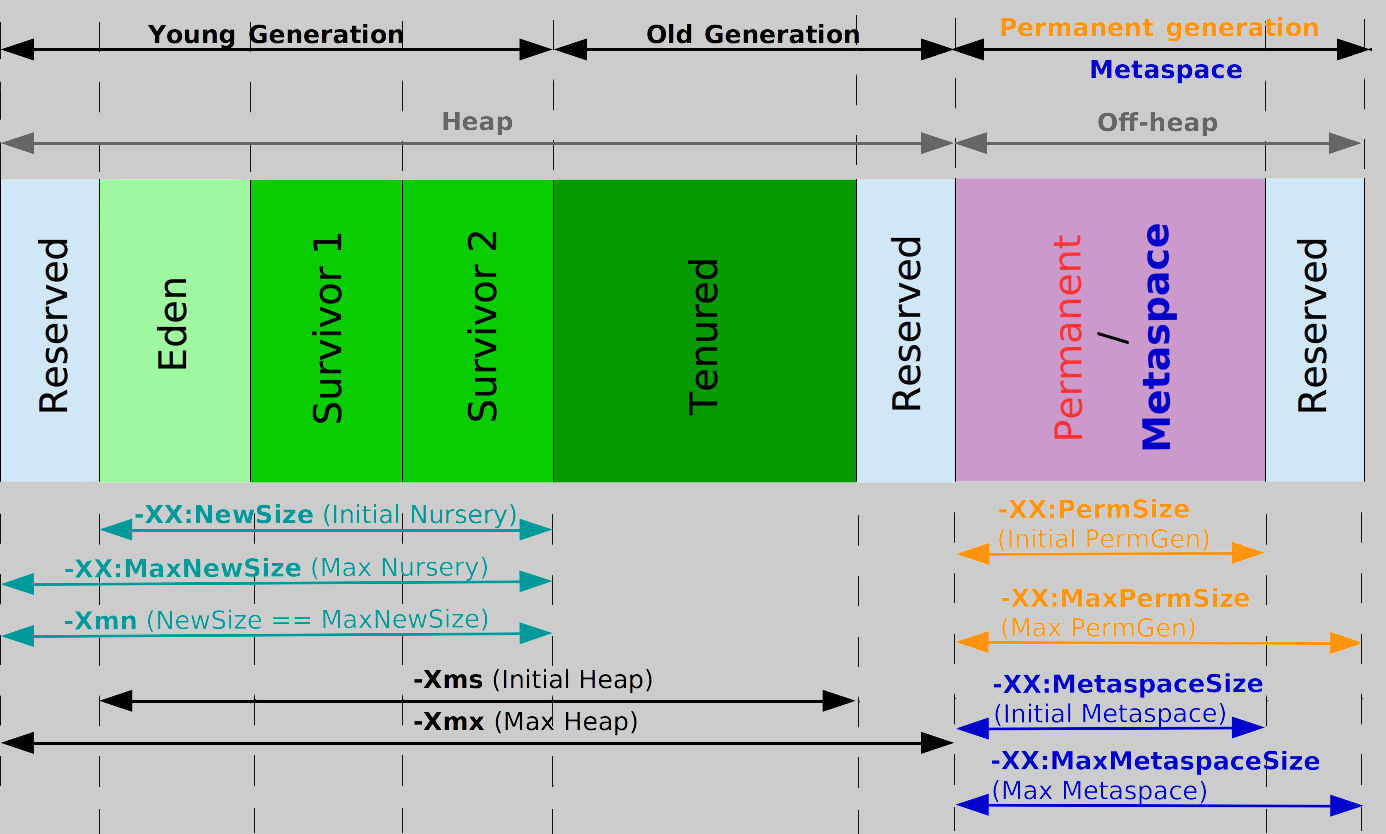 Young Generation
Old Generation
Permanent generation
Metaspace
Heap
Off-heap
Reserved
Eden
Survivor 1
Survivor 2
Tenured
Reserved
Permanent
/
Metaspace
Reserved
-XX:NewSize (Initial Nursery)
-XX:MaxNewSize (Max Nursery)
-Xmn (NewSize == MaxNewSize)
-Xms (Initial Heap)
-Xmx (Max Heap)
-XX:PermSize
(Initial PermGen)
-XX:MaxPermSize
(Max PermGen)
-XX:MetaspaceSize
(Initial Metaspace)
-XX:MaxMetaspaceSize
(Max Metaspace)